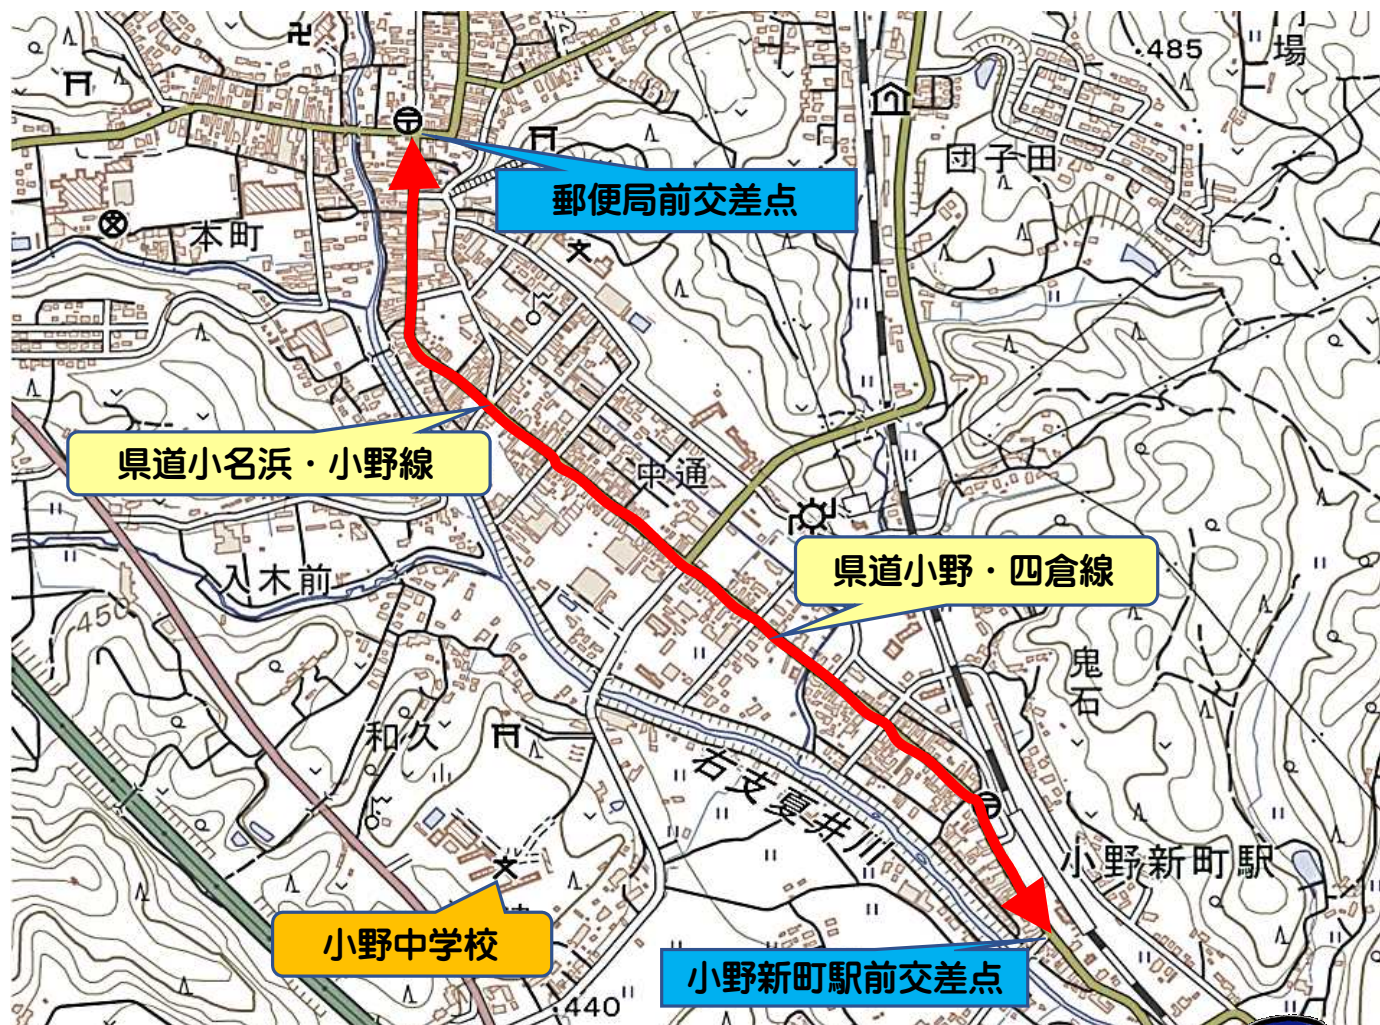 ・485
場
団子田
郵便局前交差点
本町
県道小名浜・小野線
中通
県道小野・四倉線
入木前
450
鬼石
和久
右支夏井川
小野新町駅
小野中学校
小野新町駅前交差点
・440